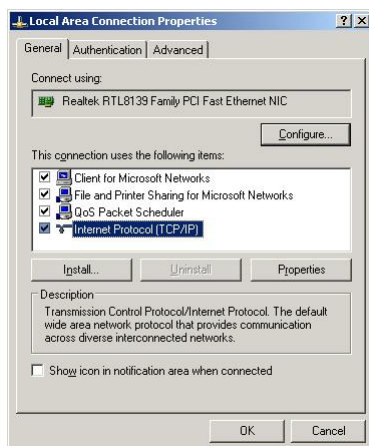 Local Area Connection Properties
General Authentication Advanced
Connect using:
Realtek RTL8139 Family PCI Fast Ethernet NIC
Configure...
This connection uses the following items:
Client for Microsoft Networks
File and Printer Sharing for Microsoft Networks
QoS Packet Scheduler
Internet Protocol (TCP/IP)
Install... Uninstall Properties
Description
Transmission Control Protocol/Internet Protocol. The default
wide area network protocol that provides communication
across diverse interconnected networks.
Show icon in notification area when connected
OK Cancel